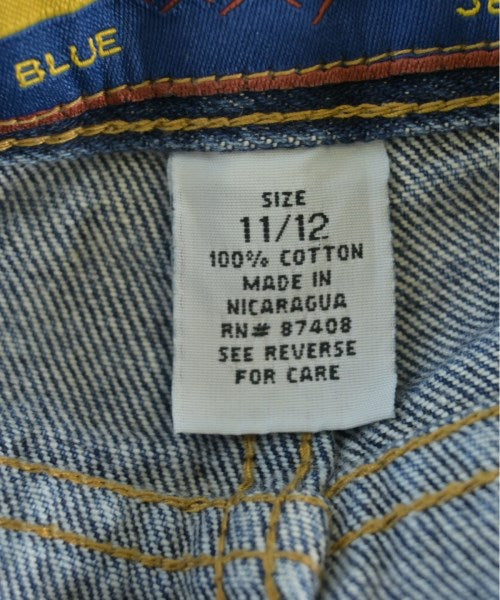 BLUE
SIZE
11/12
100% COTTON
MADE IN
NICARAGUA
RN# 87408
SEE REVERSE
FOR CARE